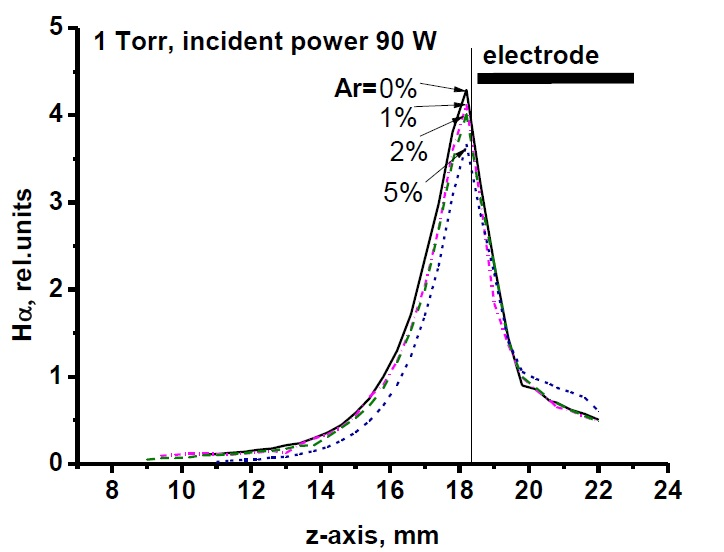 1 Torr, incident power 90 W
electrode
Ar=0%
1%
2%
5%
5
4
3
2
1
0
Hα, rel.units
8 10 12 14 16 18 20 22 24
z-axis, mm